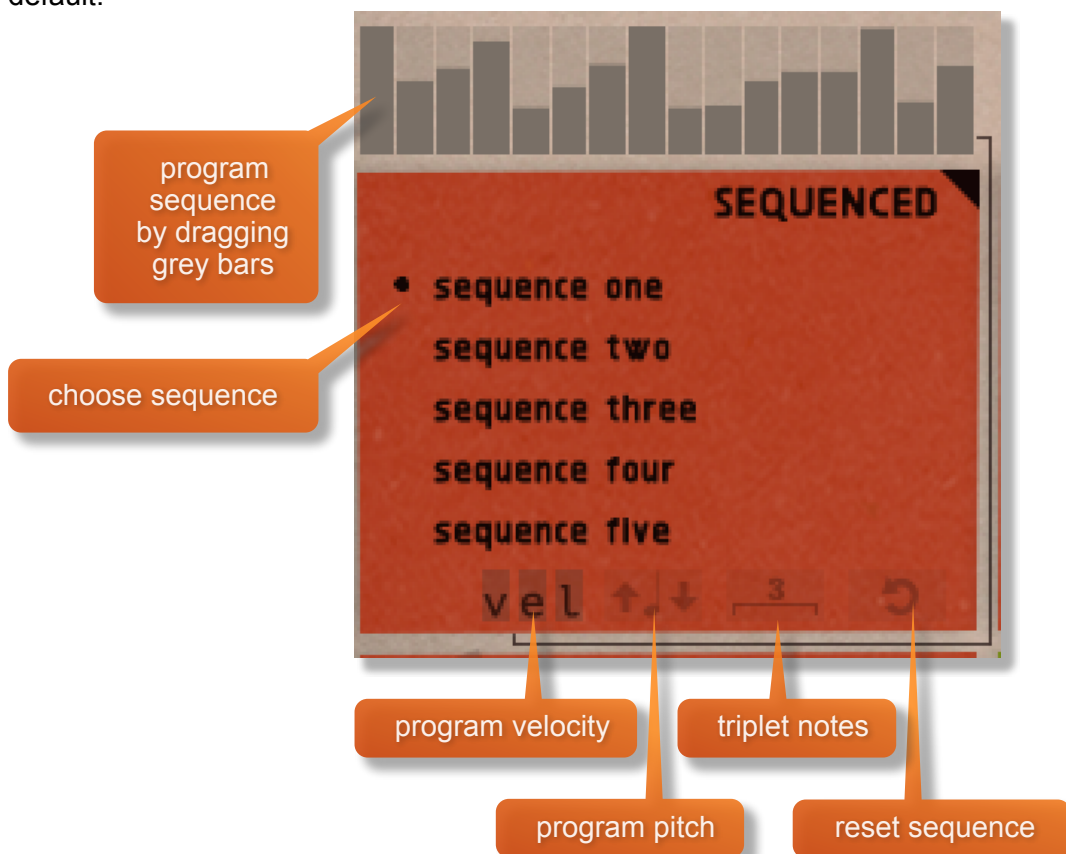 default.
program
sequence
by dragging
grey bars
SEQUENCED
sequence one
choose sequence
sequence two
sequence three
sequence four
sequence five
vel
3
program velocity
triplet notes
program pitch
reset sequence